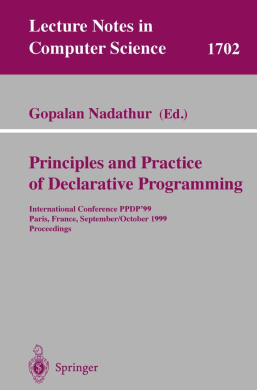 Lecture Notes in
Computer Science 1702
Gopalan Nadathur (Ed.)
Principles and Practice
of Declarative Programming
International Conference PPDP'99
Paris, France, September/October 1999
Proceedings
Springer